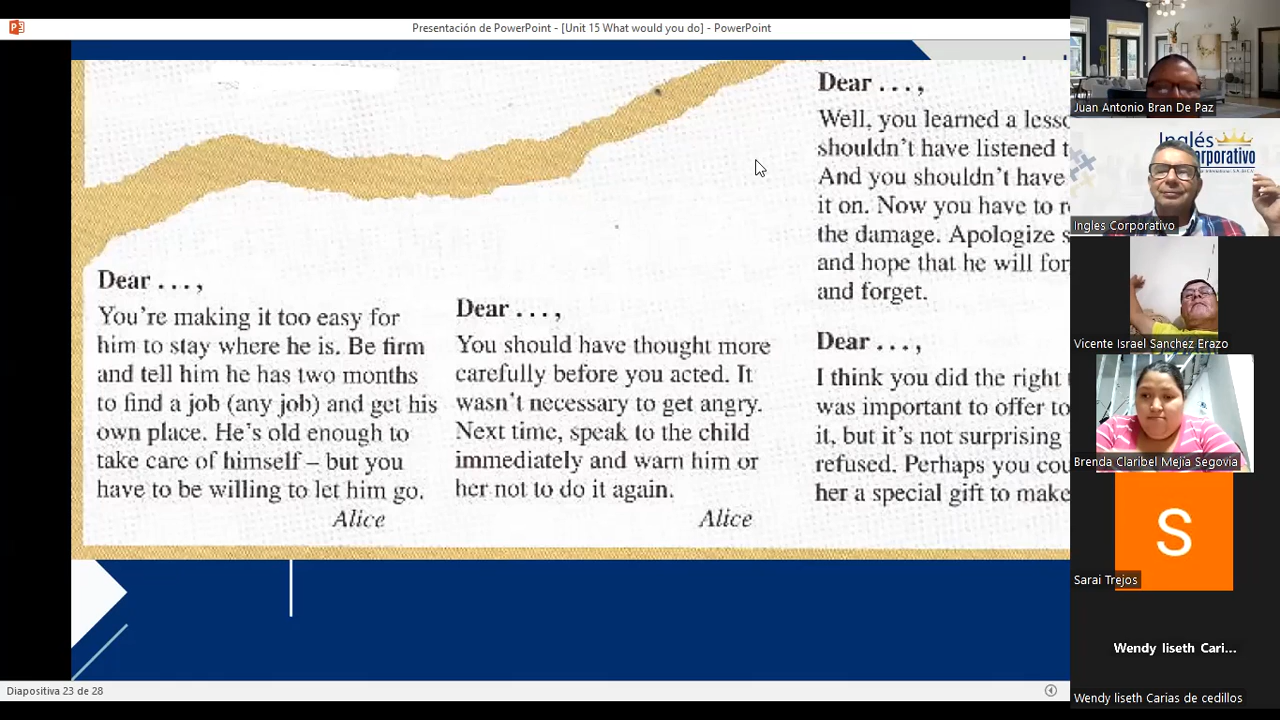 Presentación de PowerPoint - [Unit 15 What would you do] - PowerPoint
Dear . . . ,
You're making it too easy for
him to stay where he is. Be firm
and tell him he has two months
to find a job (any job) and get his
own place. He's old enough to
take care of himself – but you
have to be willing to let him go.
Alice
Dear . . . ,
You should have thought more
carefully before you acted. It
wasn't necessary to get angry.
Next time, speak to the child
immediately and warn him or
her not to do it again.
Alice
Dear . . . ,
Well, you learned a
shouldn't have listened
And you shouldn't have
it on. Now you have to
the damage. Apologize
and hope that he will
and forget.
Dear . . . ,
I think you did the right
was important to offer
it, but it's not surprising
refused. Perhaps you
her a special gift to make
Juan Antonio Bran De Paz
Inglés
Corporativo
Ingles Corporativo
Vicente Israel Sanchez Erazo
Brenda Claribel Mejía Segovia
S
Sarai Trejos
Wendy liseth Cari...
Wendy liseth Carias de cedillos
Diapositiva 23 de 28